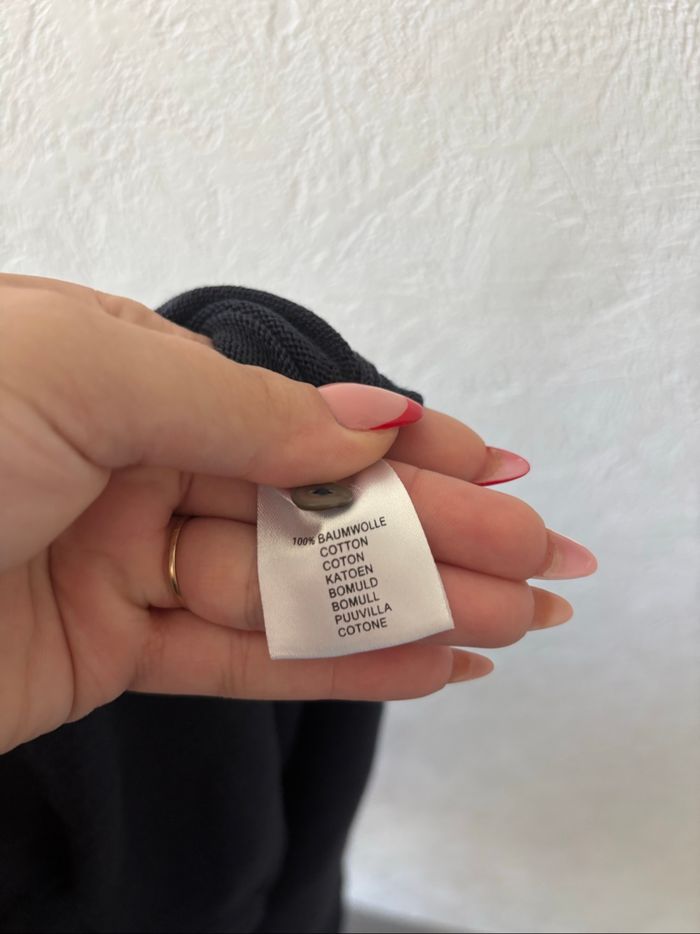 100% BAUMWOLLE
COTTON
COTON
KATOEN
BOMULD
BOMULL
PUUVILLA
COTONE